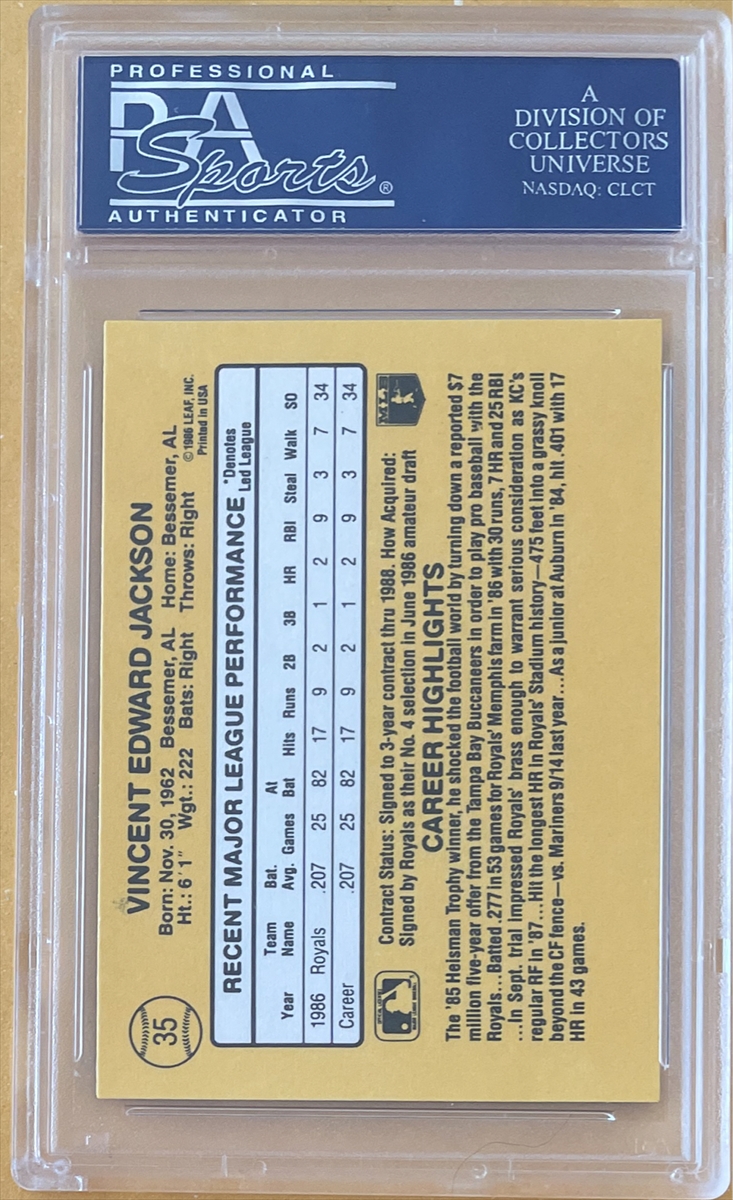 PROFESSIONAL
PSA
Sports®
AUTHENTICATOR
A
DIVISION OF
COLLECTORS
UNIVERSE
NASDAQ: CLCT
35
VINCENT EDWARD JACKSON
Born: Nov. 30, 1962 Bessemer, AL Home: Bessemer, AL
Ht.: 6'1" Wgt.: 222 Bats: Right Throws: Right
©1986 LEAF, INC.
Printed in USA
RECENT MAJOR LEAGUE PERFORMANCE
*Denotes
Led League
Year Team Name Bat. Avg. Games At Bat Hits Runs 2B 3B HR RBI Steal Walk SO
1986 Royals .207 25 82 17 9 2 1 2 9 3 7 34
Career .207 25 82 17 9 2 1 2 9 3 7 34
Contract Status: Signed to 3-year contract thru 1988. How Acquired:
Signed by Royals as their No. 4 selection in June 1986 amateur draft
MLB
CAREER HIGHLIGHTS
The '85 Heisman Trophy winner, he shocked the football world by turning down a reported $7
million five-year offer from the Tampa Bay Buccaneers in order to play pro baseball with the
Royals...Batted .277 in 53 games for Royals' Memphis farm in '86 with 30 runs, 7 HR and 25 RBI
...In Sept. trial impressed Royals' brass enough to warrant serious consideration as KC's
regular RF in '87...Hit the longest HR in Royals' Stadium history—475 feet into a grassy knoll
beyond the CF fence—vs. Mariners 9/14 last year...As a junior at Auburn in '84, hit .401 with 17
HR in 43 games.